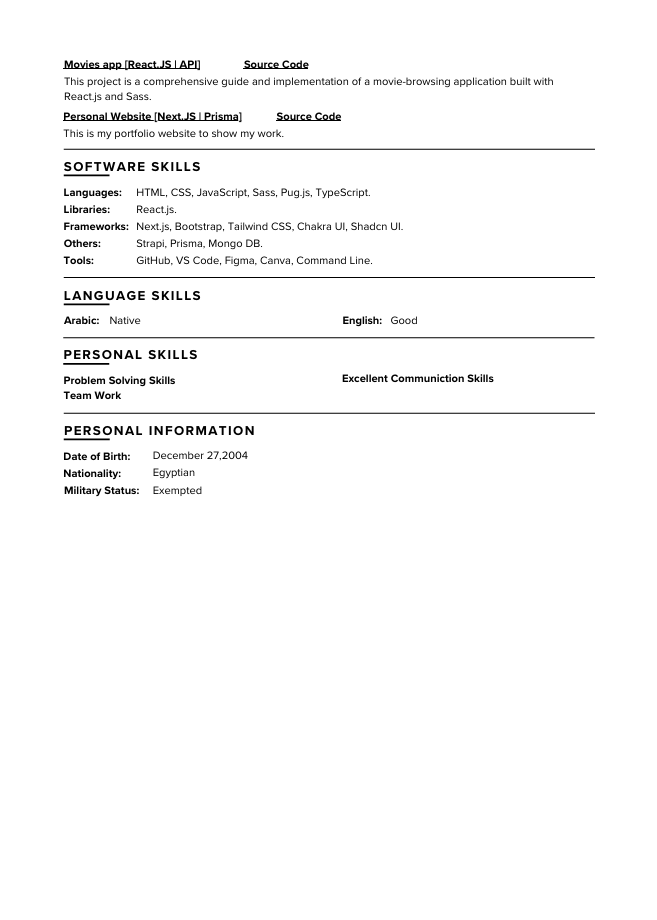 Movies app [React.JS | API] Source Code
This project is a comprehensive guide and implementation of a movie-browsing application built with
React.js and Sass.
Personal Website [Next.JS | Prisma] Source Code
This is my portfolio website to show my work.
SOFTWARE SKILLS
Languages: HTML, CSS, JavaScript, Sass, Pug.js, TypeScript.
Libraries: React.js.
Frameworks: Next.js, Bootstrap, Tailwind CSS, Chakra UI, Shadcn UI.
Others: Strapi, Prisma, Mongo DB.
Tools: GitHub, VS Code, Figma, Canva, Command Line.
LANGUAGE SKILLS
Arabic: Native English: Good
PERSONAL SKILLS
Problem Solving Skills Excellent Communiction Skills
Team Work
PERSONAL INFORMATION
Date of Birth: December 27,2004
Nationality: Egyptian
Military Status: Exempted